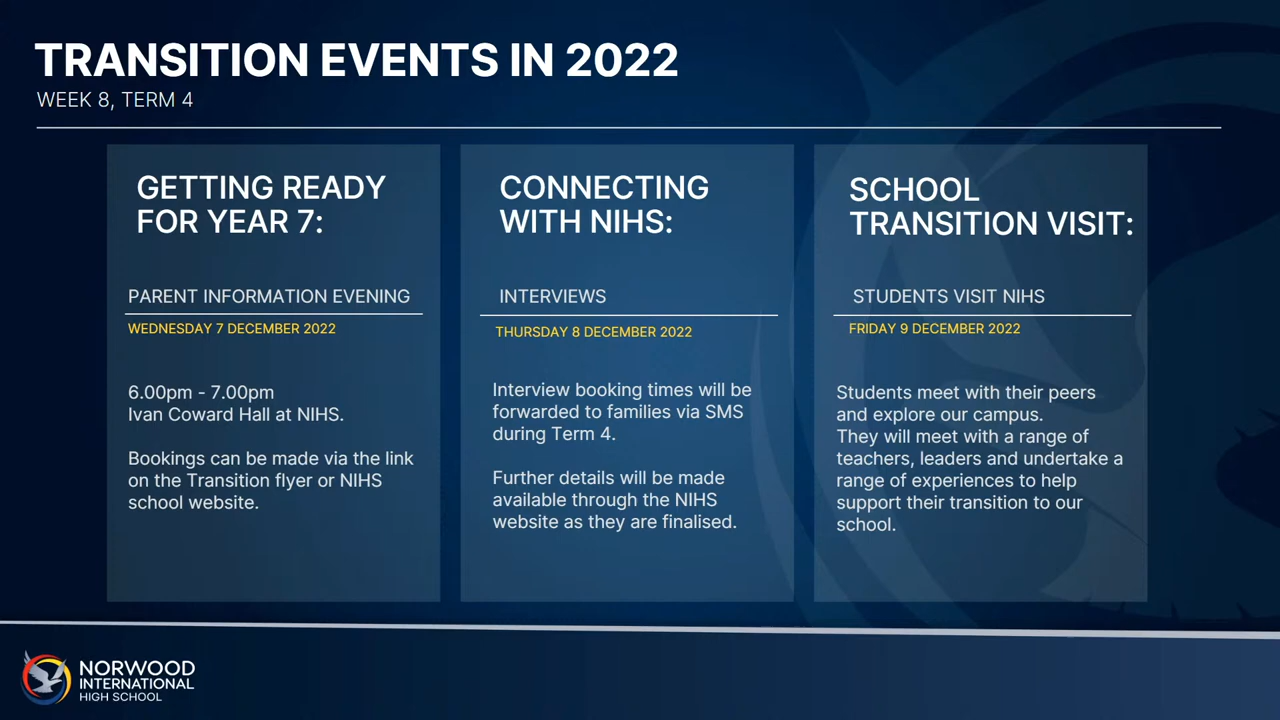 TRANSITION EVENTS IN 2022
WEEK 8, TERM 4
GETTING READY
FOR YEAR 7:
PARENT INFORMATION EVENING
WEDNESDAY 7 DECEMBER 2022
6.00pm - 7.00pm
Ivan Coward Hall at NIHS.
Bookings can be made via the link
on the Transition flyer or NIHS
school website.
CONNECTING
WITH NIHS:
INTERVIEWS
THURSDAY 8 DECEMBER 2022
Interview booking times will be
forwarded to families via SMS
during Term 4.
Further details will be made
available through the NIHS
website as they are finalised.
SCHOOL
TRANSITION VISIT:
STUDENTS VISIT NIHS
FRIDAY 9 DECEMBER 2022
Students meet with their peers
and explore our campus.
They will meet with a range of
teachers, leaders and undertake a
range of experiences to help
support their transition to our
school.
NORWOOD
INTERNATIONAL
HIGH SCHOOL